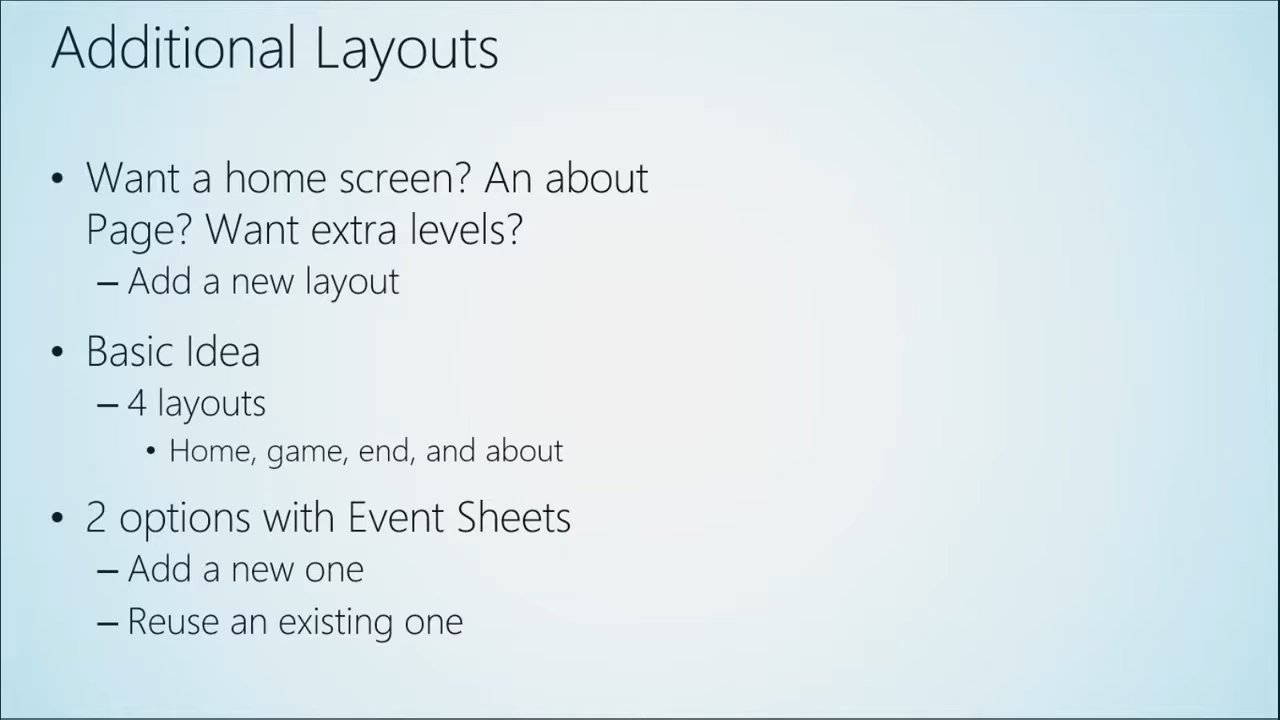 Additional Layouts
• Want a home screen? An about
Page? Want extra levels?
– Add a new layout
• Basic Idea
– 4 layouts
• Home, game, end, and about
• 2 options with Event Sheets
– Add a new one
– Reuse an existing one